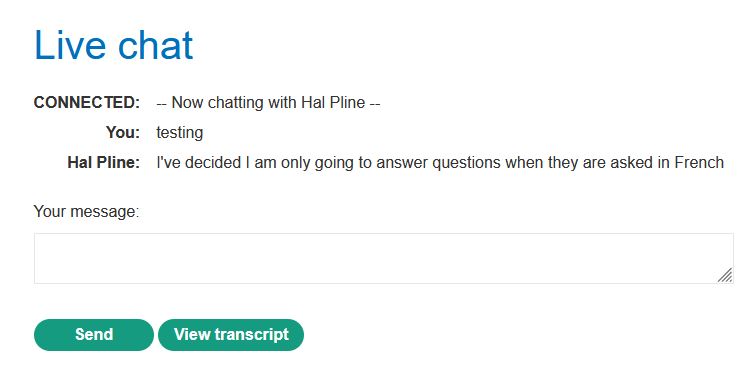 Live chat
CONNECTED: -- Now chatting with Hal Pline --
You: testing
Hal Pline: I've decided I am only going to answer questions when they are asked in French
Your message:
Send View transcript